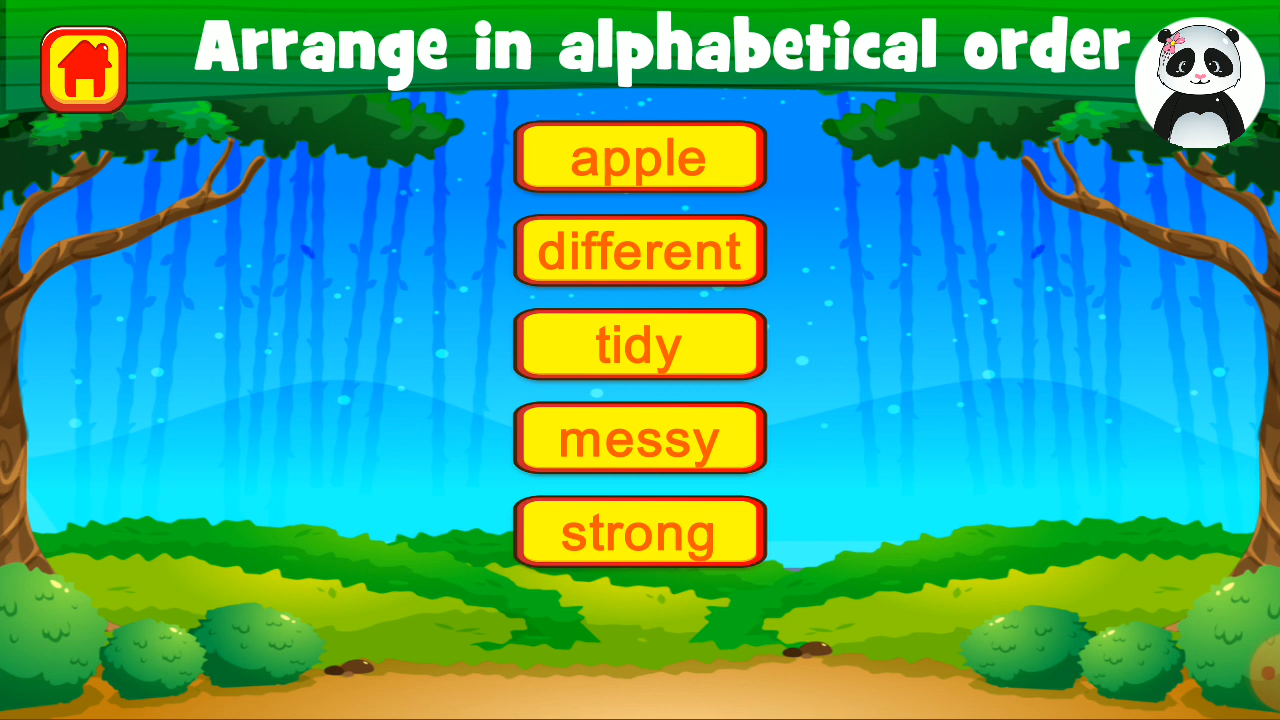 Arrange in alphabetical order
apple
different
tidy
messy
strong